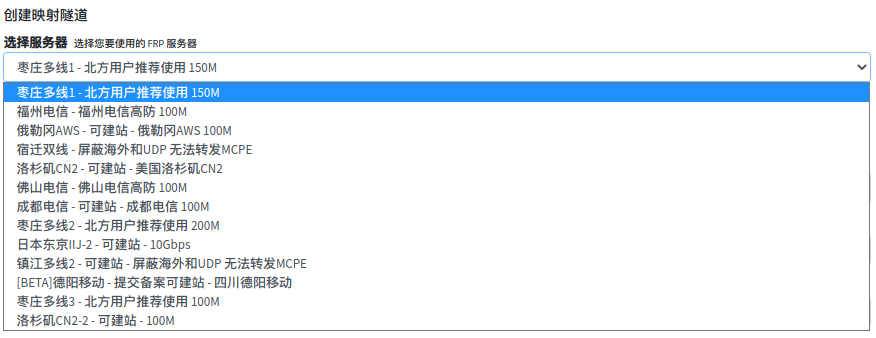 创建映射隧道
选择服务器 选择您要使用的 FRP 服务器
枣庄多线1 - 北方用户推荐使用 150M
枣庄多线1 - 北方用户推荐使用 150M
福州电信 - 福州电信高防 100M
俄勒冈AWS - 可建站 - 俄勒冈AWS 100M
宿迁双线 - 屏蔽海外和UDP 无法转发MCPE
洛杉矶CN2 - 可建站 - 美国洛杉矶CN2
佛山电信 - 佛山电信高防 100M
成都电信 - 可建站 - 成都电信 100M
枣庄多线2 - 北方用户推荐使用 200M
日本东京IIJ-2 - 可建站 - 10Gbps
镇江多线2 - 可建站 - 屏蔽海外和UDP 无法转发MCPE
[BETA]德阳移动 - 提交备案可建站 - 四川德阳移动
枣庄多线3 - 北方用户推荐使用 100M
洛杉矶CN2-2 - 可建站 - 100M